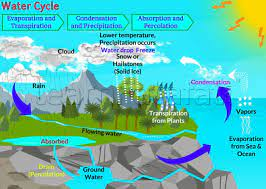 Water Cycle
Evaporation and
Transpiration
Condensation
and Precipitation
Absorption and
Percolation
Lower temperature,
Precipitation occurs
Water drop Freeze
Snow or
Hailstones
(Solid Ice)
Cloud
Rain
Condensation
Vapors
Transpiration
from Plants
Evaporation
from Sea &
Ocean
Flowing water
Absorbed
Drain
(Percolation)
Ground
Water